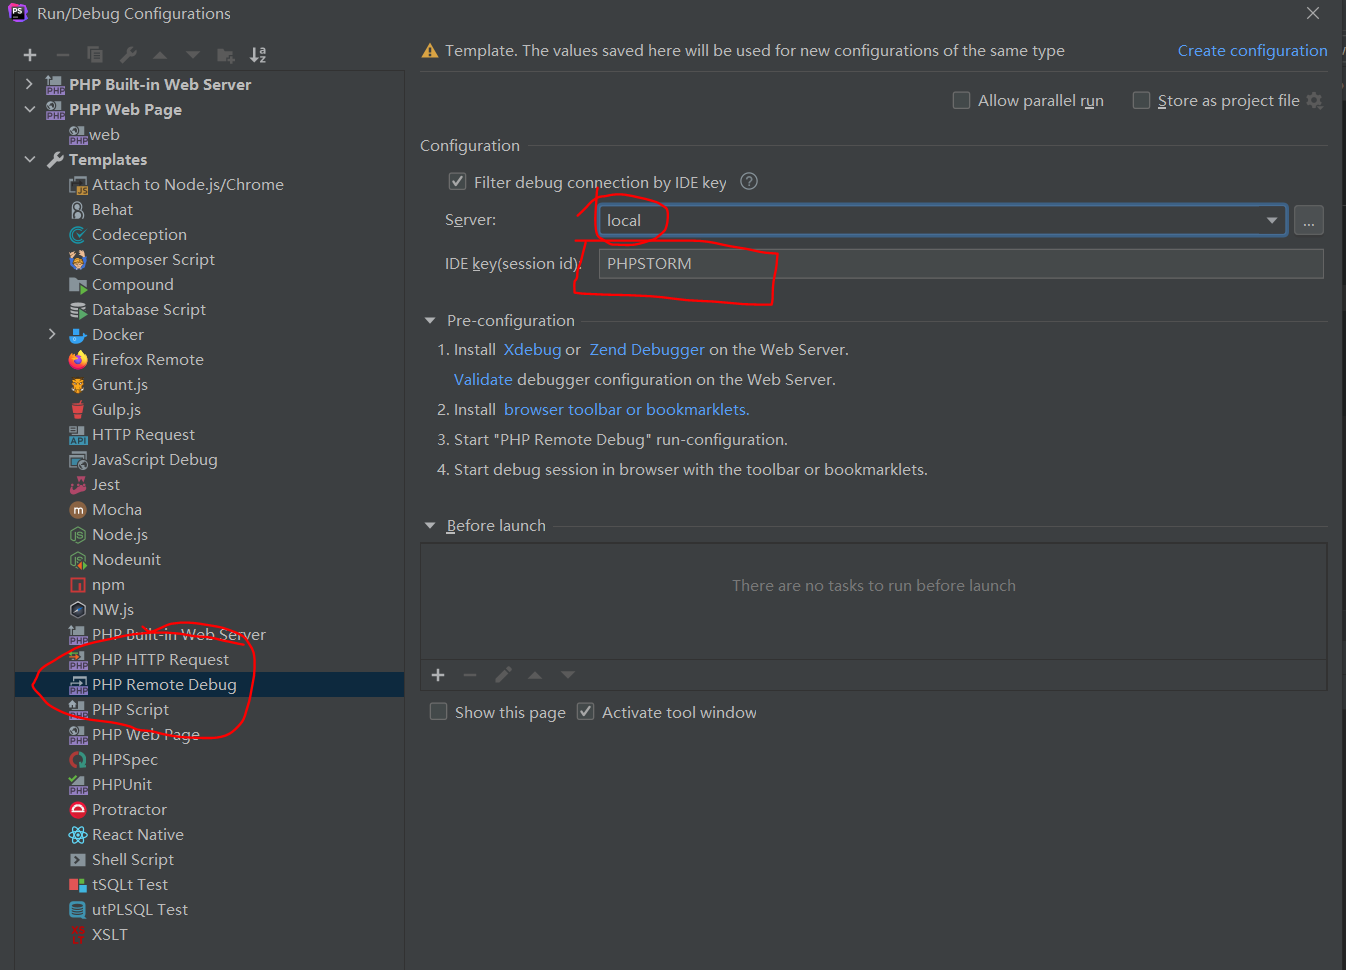 PS Run/Debug Configurations
PHP Built-in Web Server
PHP Web Page
web
Templates
Attach to Node.js/Chrome
Behat
Codeception
Composer Script
Compound
Database Script
Docker
Firefox Remote
Grunt.js
Gulp.js
HTTP Request
JavaScript Debug
Jest
Mocha
Node.js
Nodeunit
npm
NW.js
PHP Built-in Web Server
PHP HTTP Request
PHP Remote Debug
PHP Script
PHP Web Page
PHPSpec
PHPUnit
Protractor
React Native
Shell Script
tSQLt Test
utPLSQL Test
XSLT
Template. The values saved here will be used for new configurations of the same type Create configuration
Allow parallel run Store as project file
Configuration
Filter debug connection by IDE key ?
Server: local ...
IDE key(session id): PHPSTORM
Pre-configuration
1. Install Xdebug or Zend Debugger on the Web Server.
Validate debugger configuration on the Web Server.
2. Install browser toolbar or bookmarklets.
3. Start "PHP Remote Debug" run-configuration.
4. Start debug session in browser with the toolbar or bookmarklets.
Before launch
There are no tasks to run before launch
Show this page Activate tool window